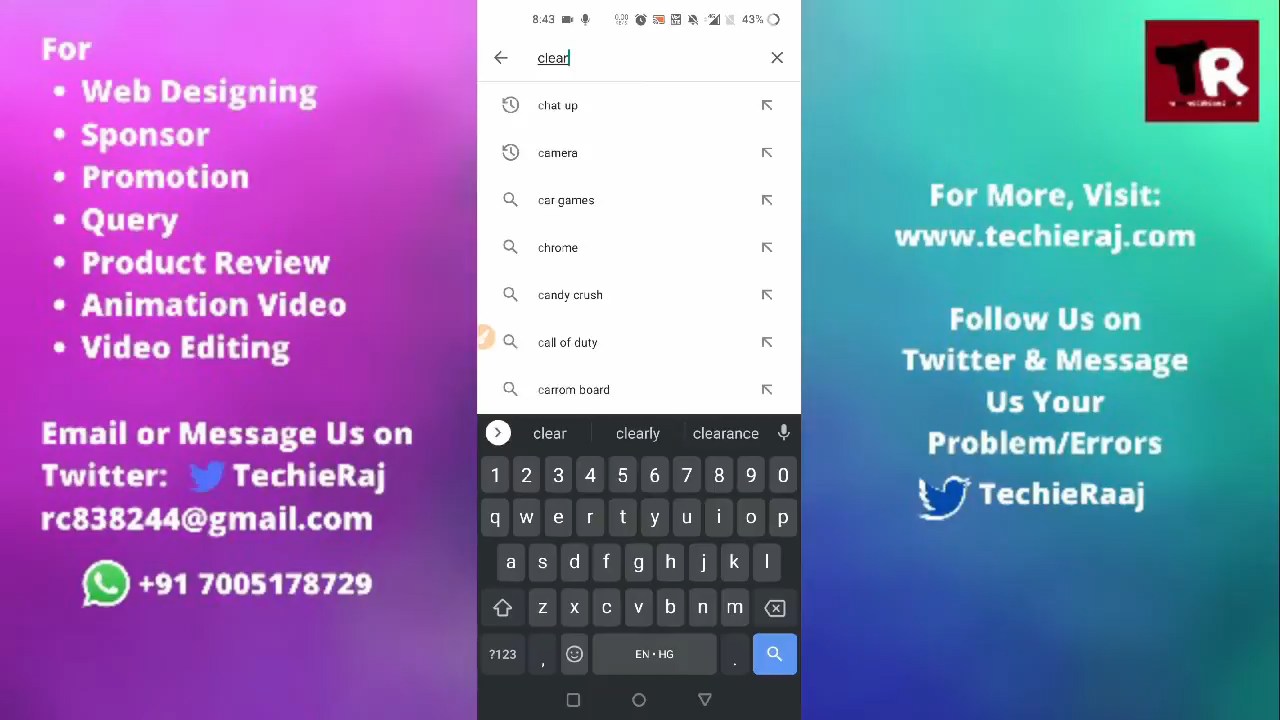 For
• Web Designing
• Sponsor
• Promotion
• Query
• Product Review
• Animation Video
• Video Editing
Email or Message Us on
Twitter: TechieRaj
rc838244@gmail.com
+91 7005178729
8:43
43%
clear
chat up
camera
car games
chrome
candy crush
call of duty
carrom board
clear clearly clearance
1 2 3 4 5 6 7 8 9 0
q w e r t y u i o p
a s d f g h j k l
z x c v b n m
?123 , EN • HG .
TR
For More, Visit:
www.techieraj.com
Follow Us on
Twitter & Message
Us Your
Problem/Errors
TechieRaaj